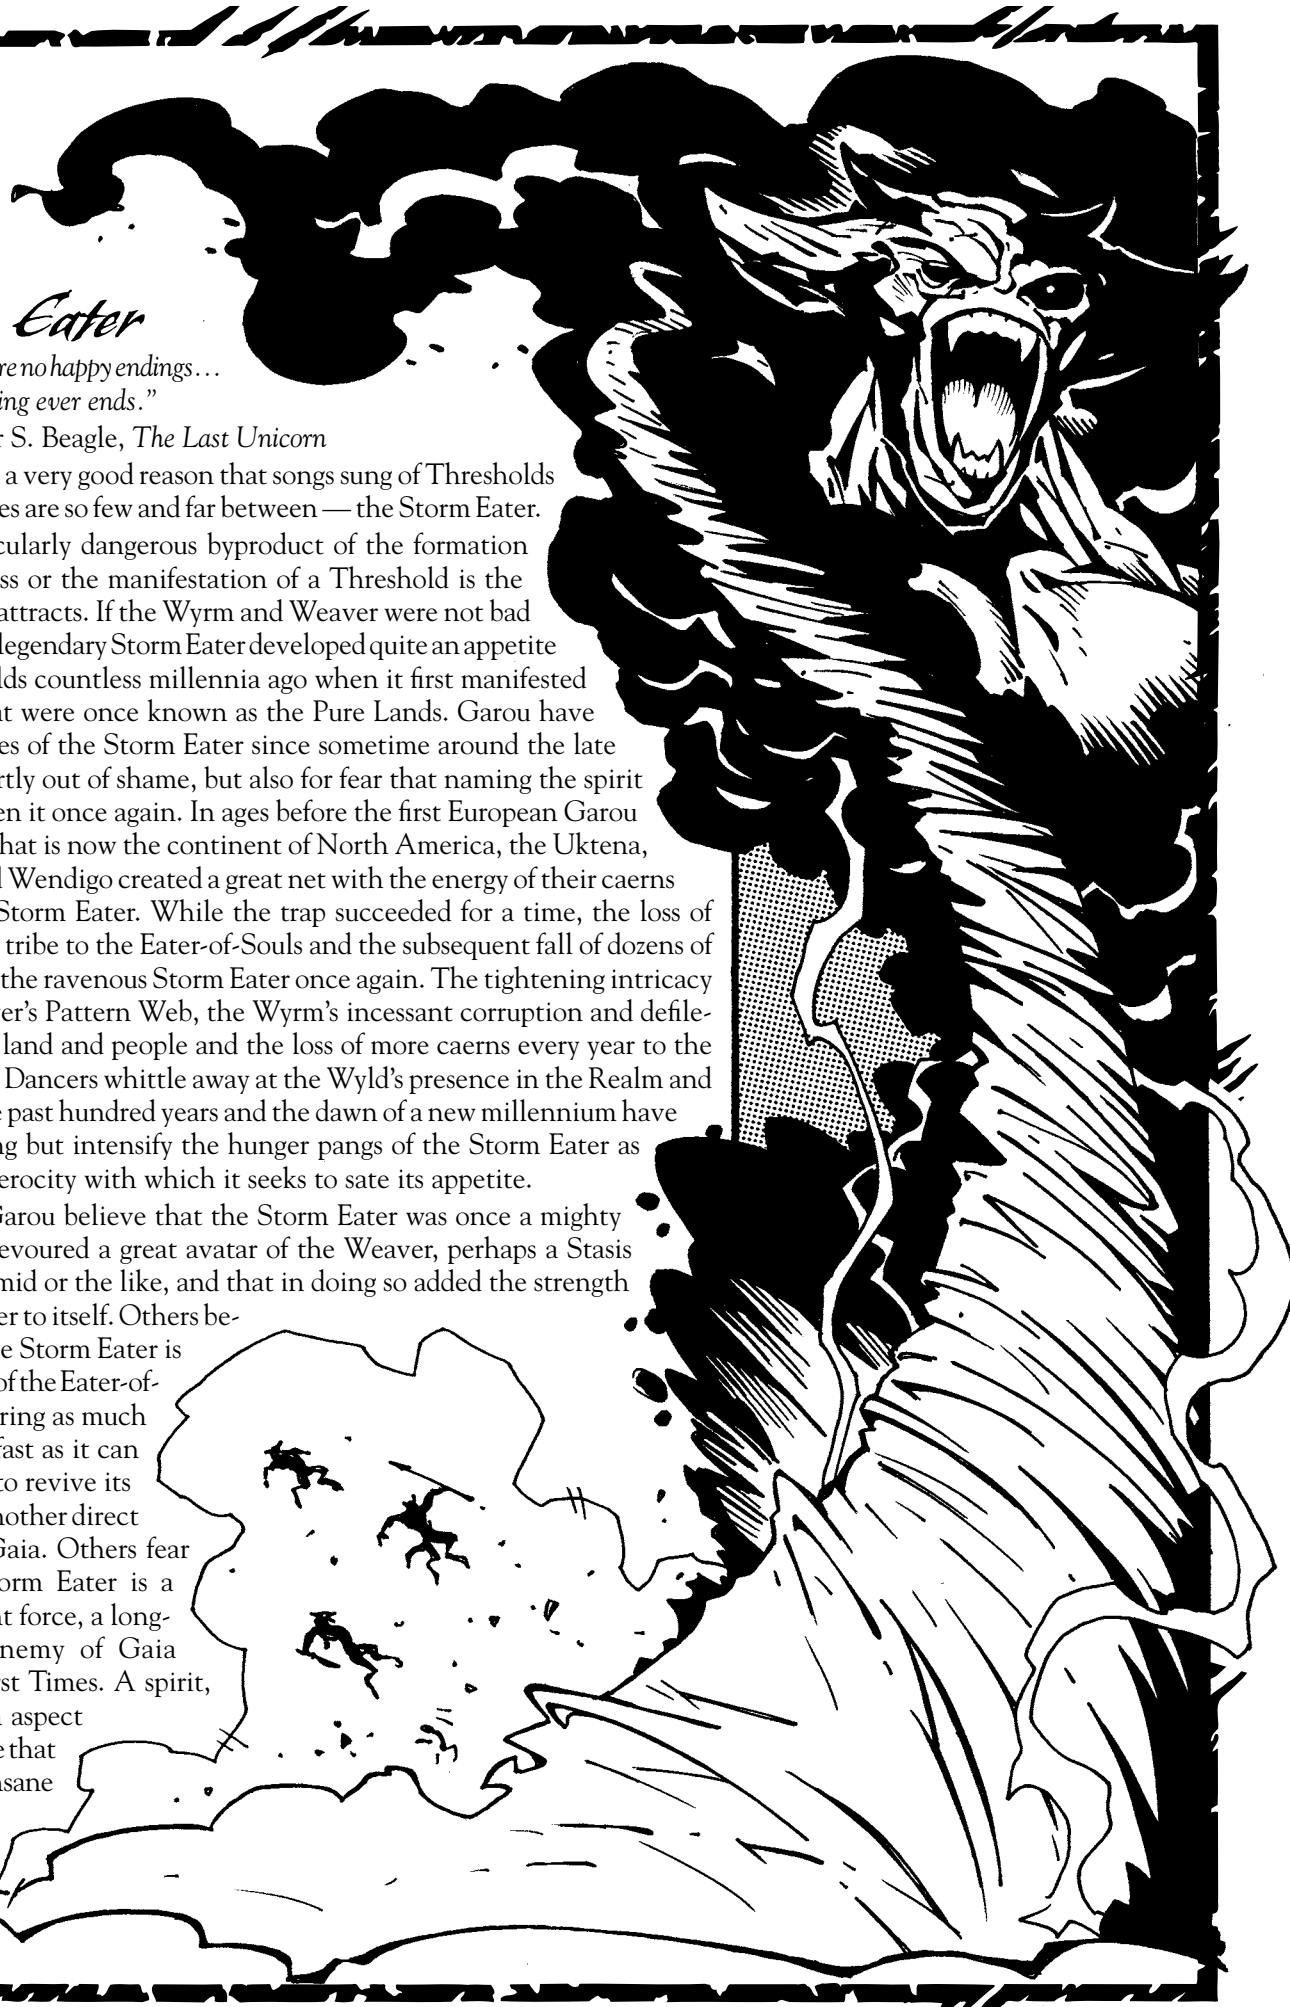 Eater
re no happy endings…
ing ever ends.”
r S. Beagle, The Last Unicorn
a very good reason that songs sung of Thresholds
es are so few and far between — the Storm Eater.
cularly dangerous byproduct of the formation
ss or the manifestation of a Threshold is the
attracts. If the Wyrm and Weaver were not bad
legendary Storm Eater developed quite an appetite
lds countless millennia ago when it first manifested
at were once known as the Pure Lands. Garou have
es of the Storm Eater since sometime around the late
rtly out of shame, but also for fear that naming the spirit
en it once again. In ages before the first European Garou
hat is now the continent of North America, the Uktena,
d Wendigo created a great net with the energy of their caerns
Storm Eater. While the trap succeeded for a time, the loss of
tribe to the Eater-of-Souls and the subsequent fall of dozens of
the ravenous Storm Eater once again. The tightening intricacy
er’s Pattern Web, the Wyrm’s incessant corruption and defile-
land and people and the loss of more caerns every year to the
Dancers whittle away at the Wyld’s presence in the Realm and
e past hundred years and the dawn of a new millennium have
ng but intensify the hunger pangs of the Storm Eater as
erocity with which it seeks to sate its appetite.
Garou believe that the Storm Eater was once a mighty
evoured a great avatar of the Weaver, perhaps a Stasis
mid or the like, and that in doing so added the strength
er to itself. Others be-
e Storm Eater is
of the Eater-of-
ring as much
fast as it can
to revive its
nother direct
Gaia. Others fear
orm Eater is a
nt force, a long-
nemy of Gaia
rst Times. A spirit,
n aspect
e that
nsane